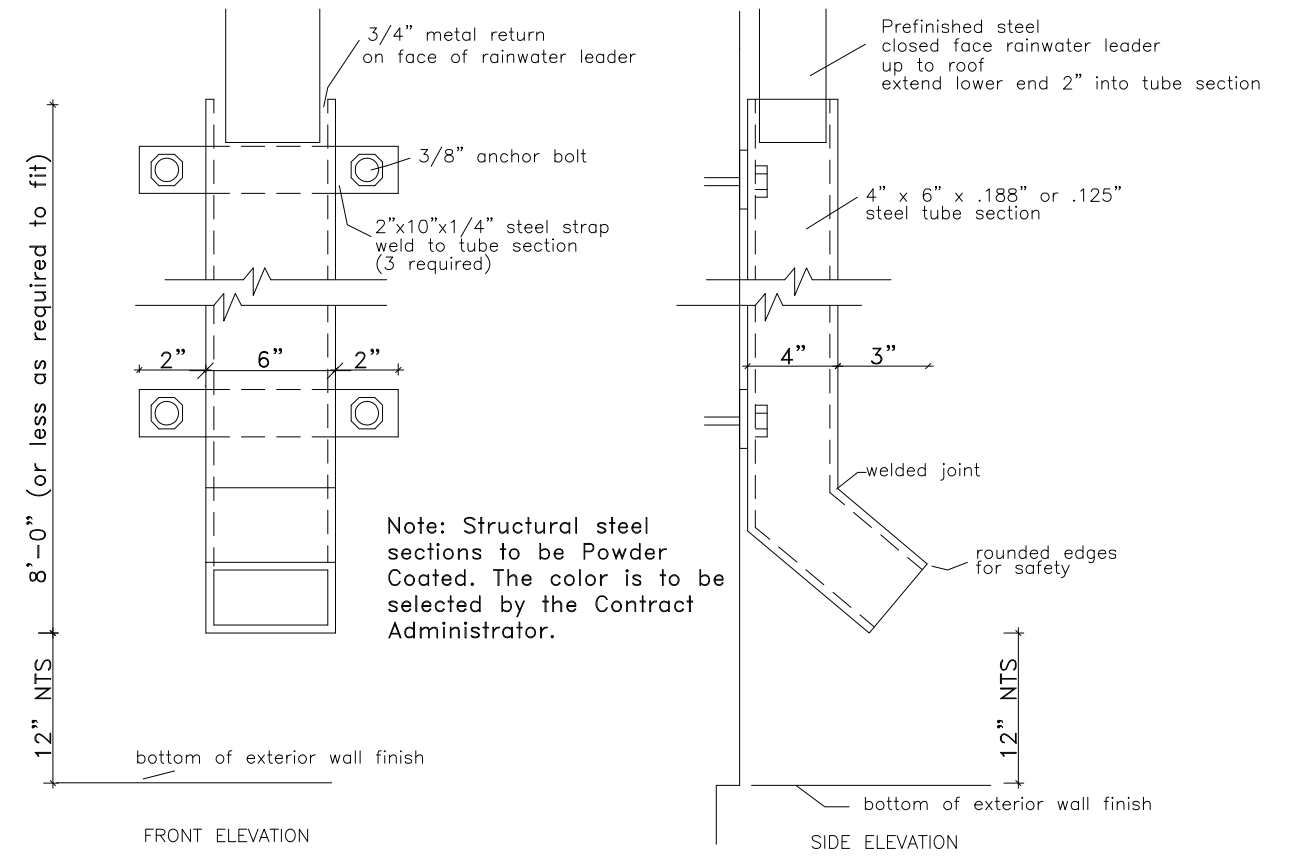 3/4” metal return
on face of rainwater leader
3/8” anchor bolt
2”x10”x1/4” steel strap
weld to tube section
(3 required)
8’–0” (or less as required to fit)
2”
6”
2”
Note: Structural steel
sections to be Powder
Coated. The color is to be
selected by the Contract
Administrator.
12” NTS
bottom of exterior wall finish
FRONT ELEVATION
Prefinished steel
closed face rainwater leader
up to roof
extend lower end 2” into tube section
4” x 6” x .188” or .125”
steel tube section
4”
3”
welded joint
rounded edges
for safety
12” NTS
bottom of exterior wall finish
SIDE ELEVATION